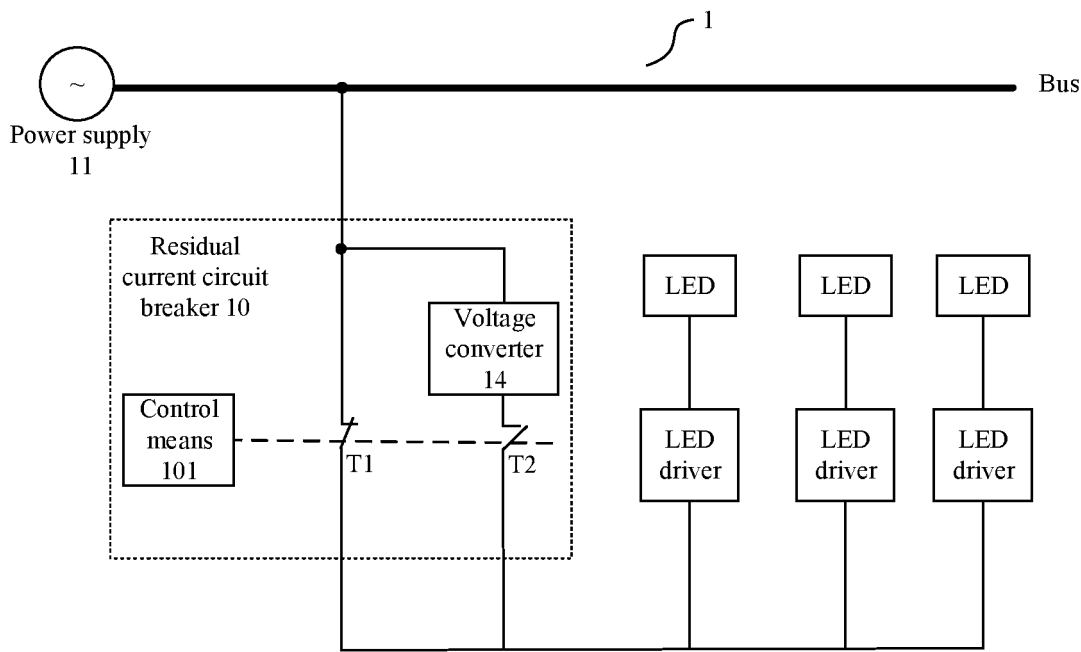 1
Bus
~
Power supply
11
Residual
current circuit
breaker 10
Voltage
converter
14
Control
means
101
T1
T2
LED
LED
LED
LED
driver
LED
driver
LED
driver